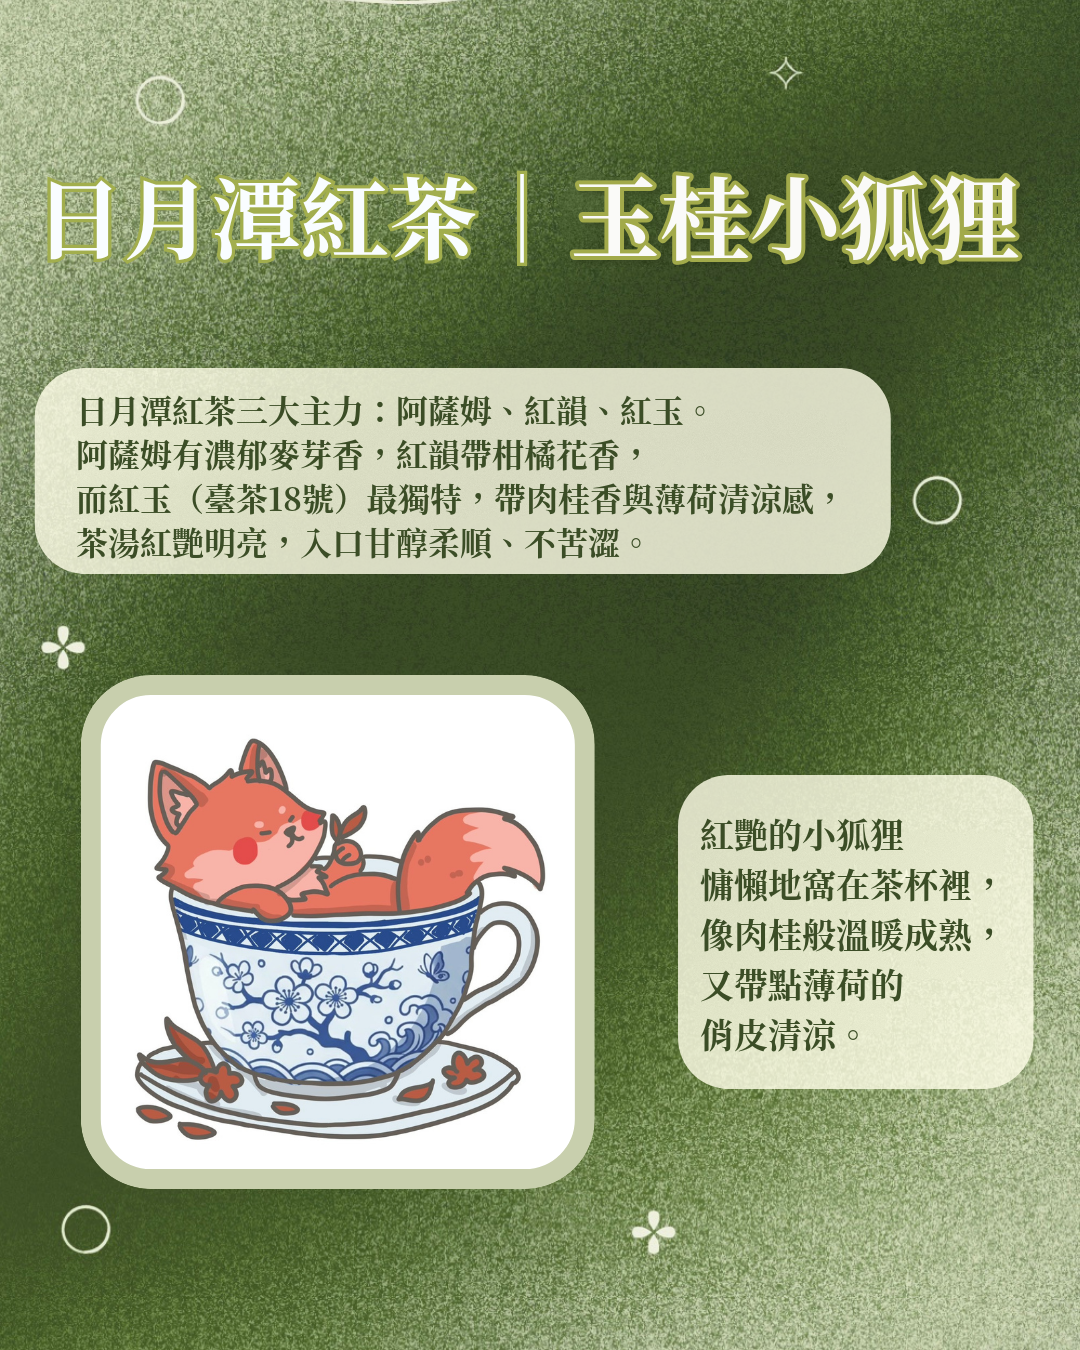 日月潭紅茶｜玉桂小狐狸
日月潭紅茶三大主力：阿薩姆、紅韻、紅玉。
阿薩姆有濃郁麥芽香，紅韻帶柑橘花香，
而紅玉（臺茶18號）最獨特，帶肉桂香與薄荷清涼感，
茶湯紅艷明亮，入口甘醇柔順、不苦澀。
紅艷的小狐狸
慵懶地窩在茶杯裡，
像肉桂般溫暖成熟，
又帶點薄荷的
俏皮清涼。